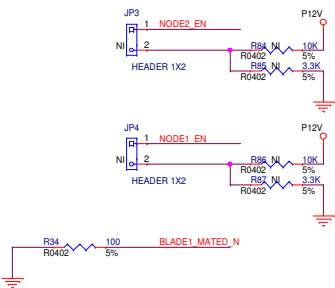 JP3
P12V
1 NODE2_EN
NI 2
R84 NI 10K
R0402 5%
HEADER 1X2
R85 NI 3.3K
R0402 5%
JP4
P12V
1 NODE1_EN
NI 2
R86 NI 10K
R0402 5%
HEADER 1X2
R87 NI 3.3K
R0402 5%
R34 100 BLADE1_MATED_N
R0402 5%